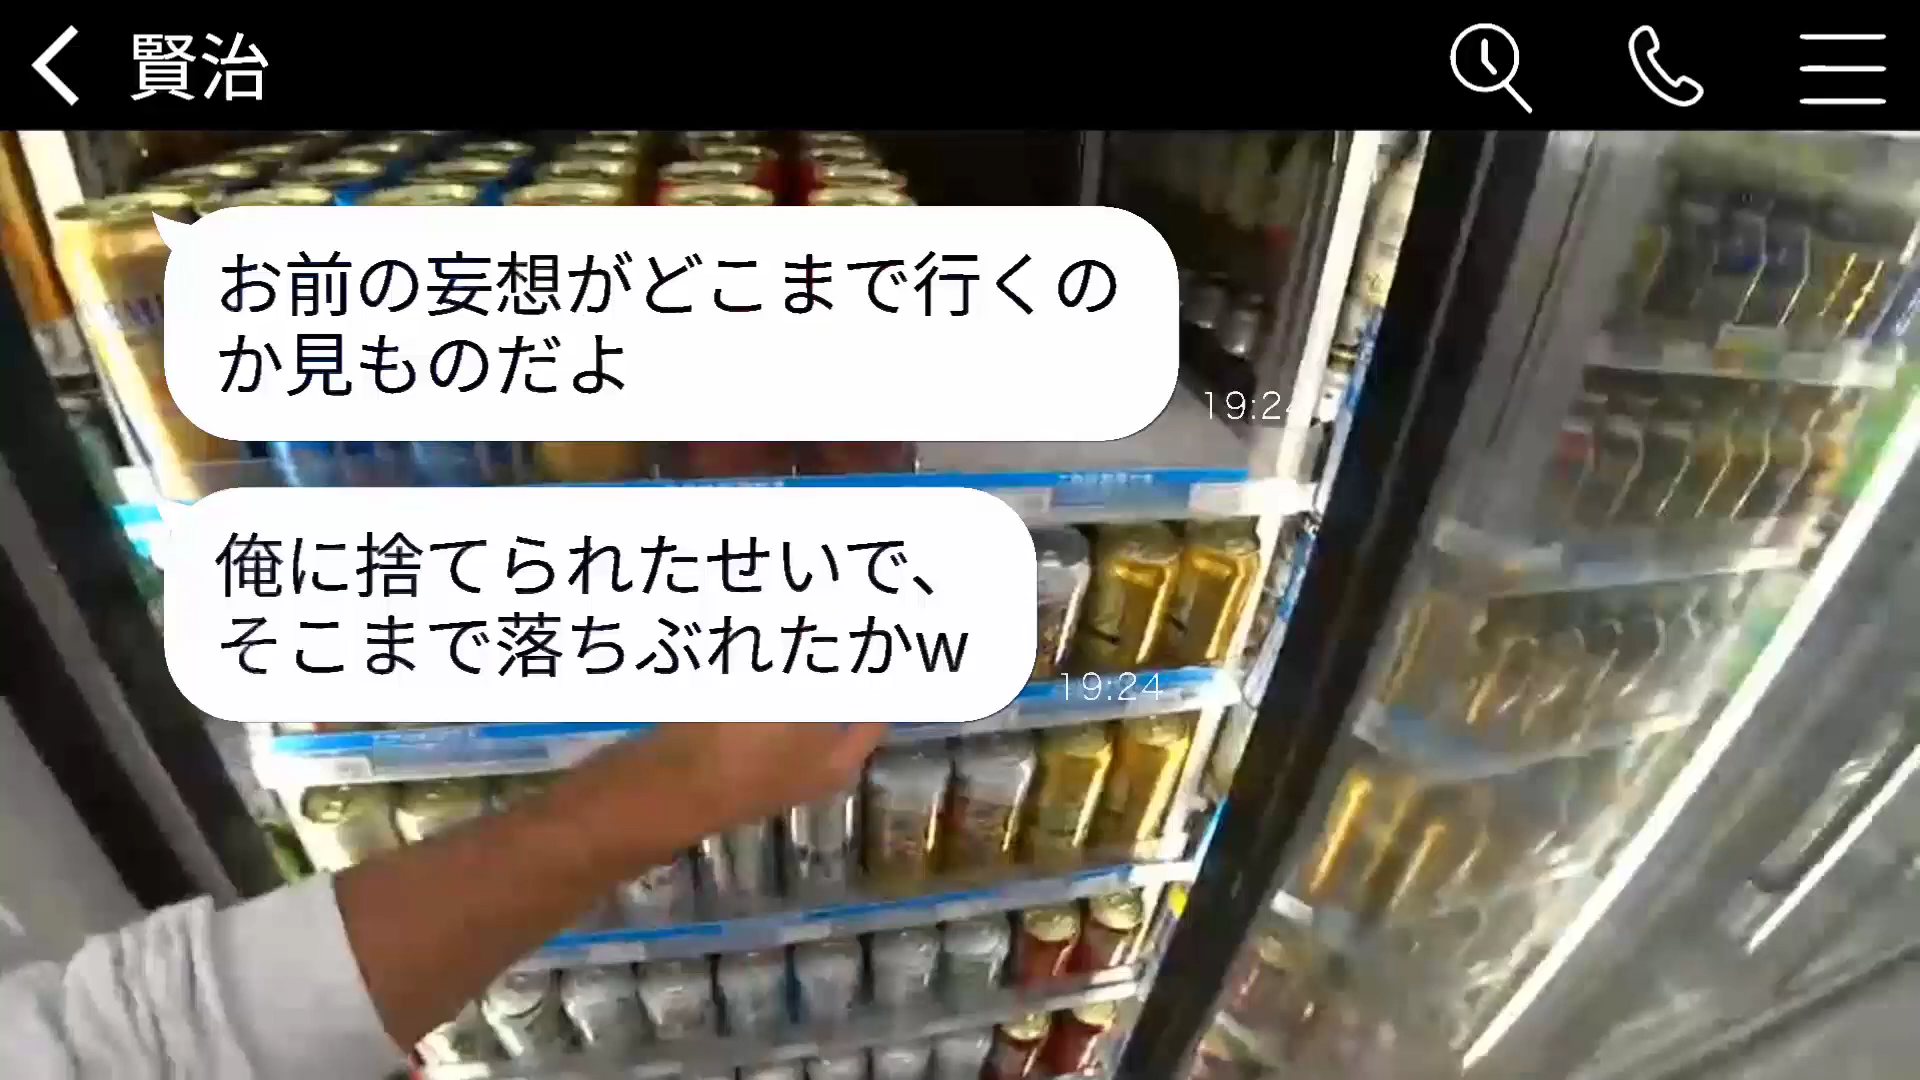 賢治
お前の妄想がどこまで行くの
か見ものだよ
19:24
俺に捨てられたせいで、
そこまで落ちぶれたかw
19:24